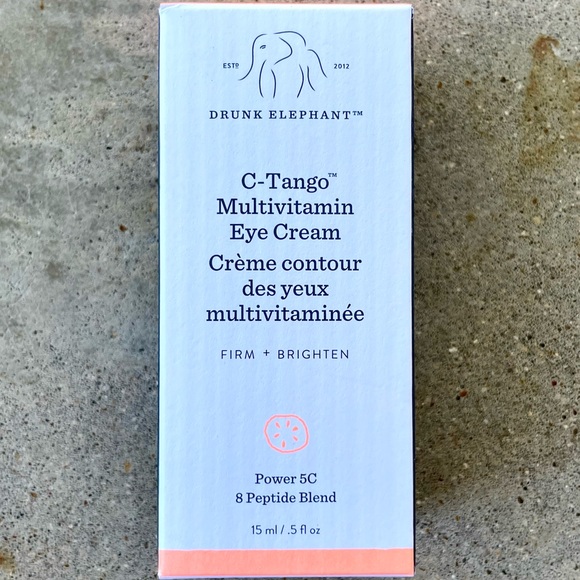 ESTD 2012
DRUNK ELEPHANT™
C-Tango™
Multivitamin
Eye Cream
Crème contour
des yeux
multivitaminée
FIRM + BRIGHTEN
Power 5C
8 Peptide Blend
15 ml / .5 fl oz